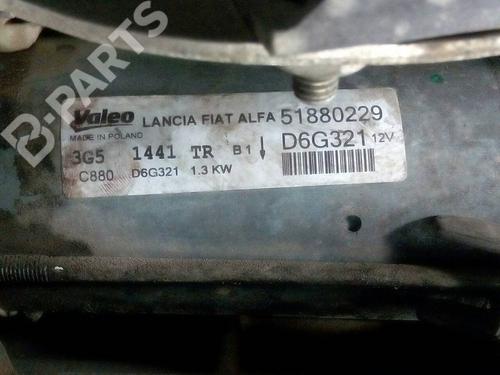 B-PARTS
Valeo LANCIA FIAT ALFA 51880229
MADE IN POLAND D6G321 12V
3G5 1441 TR B1 ↓
C880 D6G321 1.3 KW